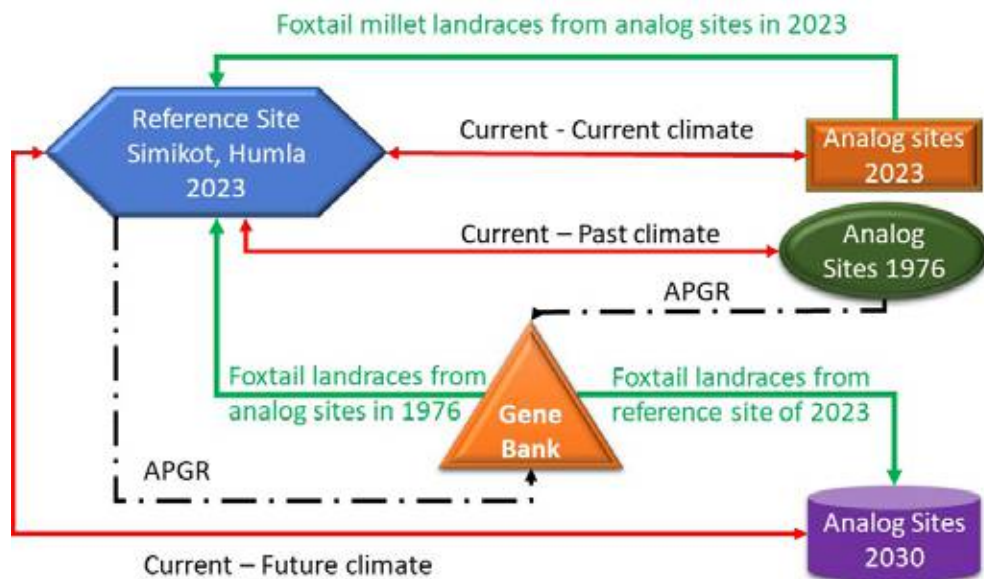 Foxtail millet landraces from analog sites in 2023
Reference Site
Simikot, Humla
2023
Current - Current climate
Analog sites
2023
Current – Past climate
Analog
Sites 1976
APGR
Foxtail landraces from
analog sites in 1976
Gene
Bank
Foxtail landraces from
reference site of 2023
APGR
Analog Sites
2030
Current – Future climate